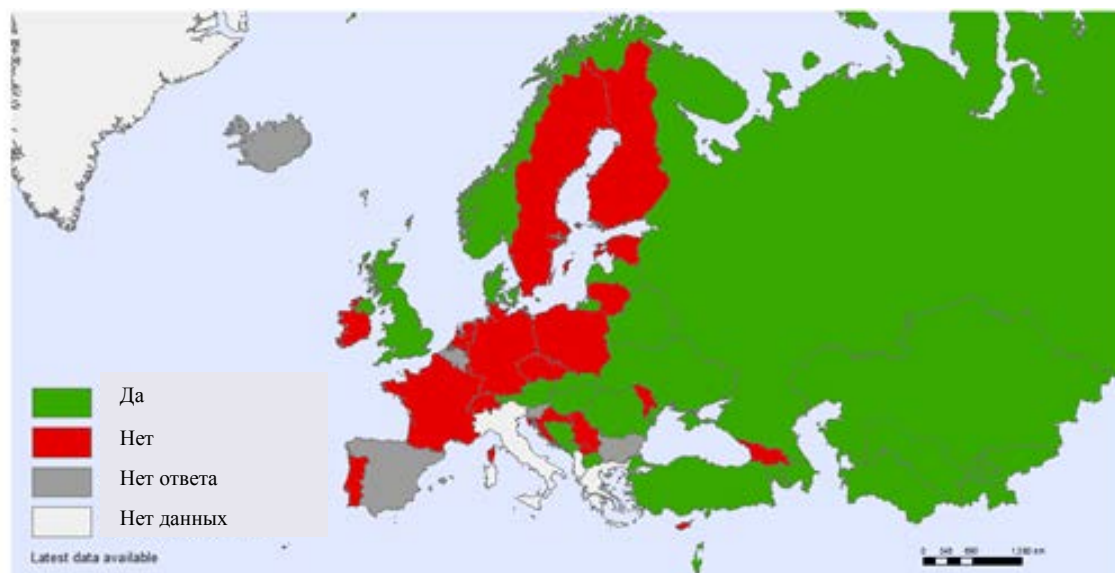 Да
Нет
Нет ответа
Нет данных
Latest data available